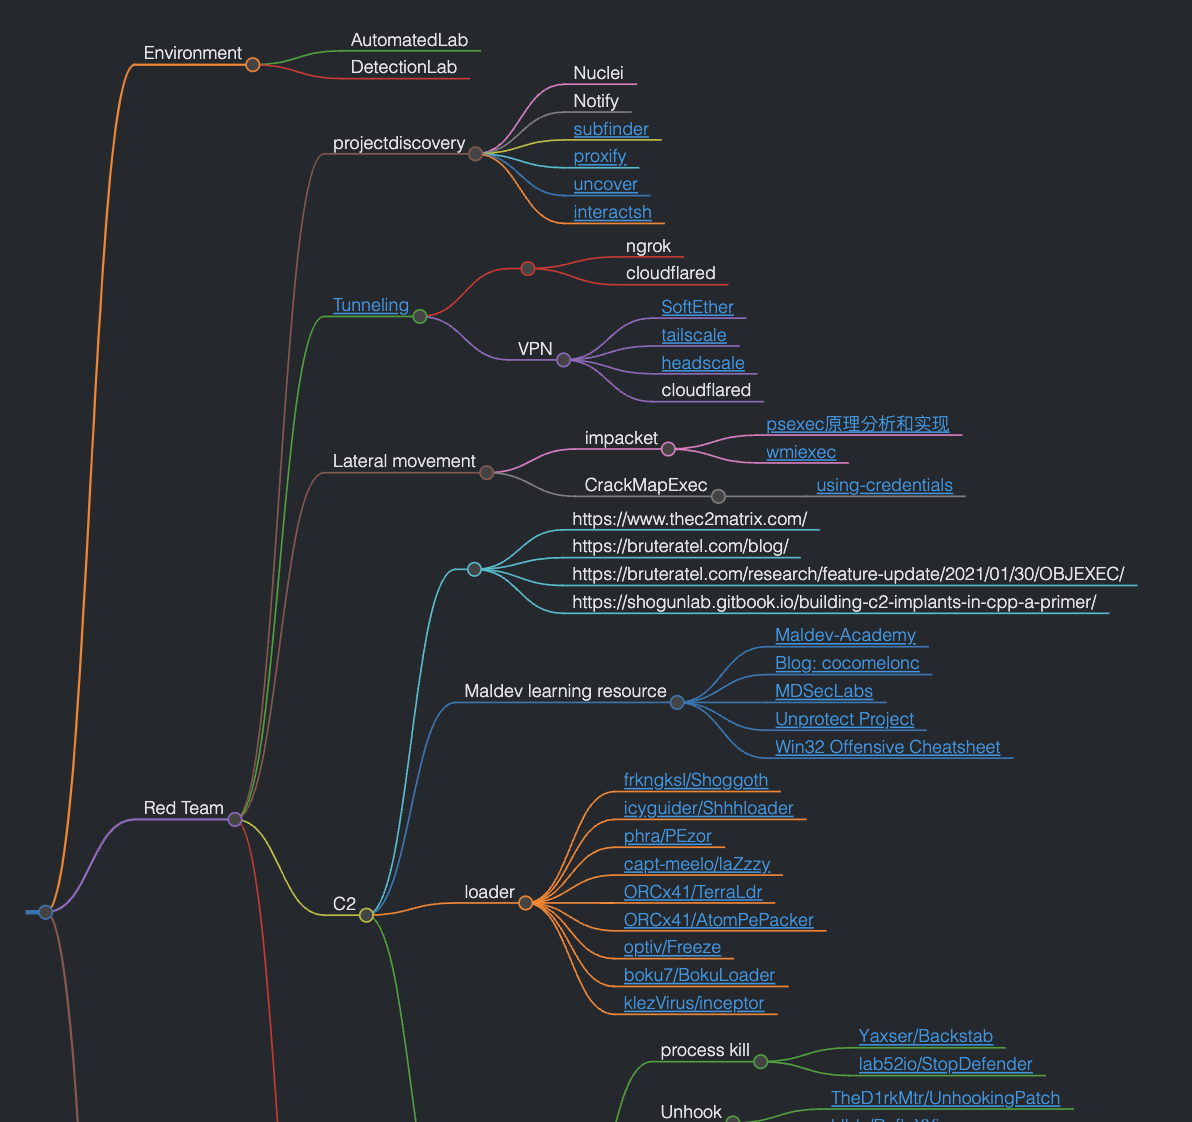 Environment
AutomatedLab
DetectionLab
projectdiscovery
Nuclei
Notify
subfinder
proxify
uncover
interactsh
Tunneling
ngrok
cloudflared
VPN
SoftEther
tailscale
headscale
cloudflared
Lateral movement
impacket
psexec原理分析和实现
wmiexec
CrackMapExec
using-credentials
https://www.thec2matrix.com/
https://bruteratel.com/blog/
https://bruteratel.com/research/feature-update/2021/01/30/OBJEXEC/
https://shogunlab.gitbook.io/building-c2-implants-in-cpp-a-primer/
Maldev learning resource
Maldev-Academy
Blog: cocomelonc
MDSecLabs
Unprotect Project
Win32 Offensive Cheatsheet
Red Team
C2
loader
frkngksl/Shoggoth
icyguider/Shhhloader
phra/PEzor
capt-meelo/laZzzy
ORCx41/TerraLdr
ORCx41/AtomPePacker
optiv/Freeze
boku7/BokuLoader
klezVirus/inceptor
process kill
Yaxser/Backstab
lab52io/StopDefender
Unhook
TheD1rkMtr/UnhookingPatch